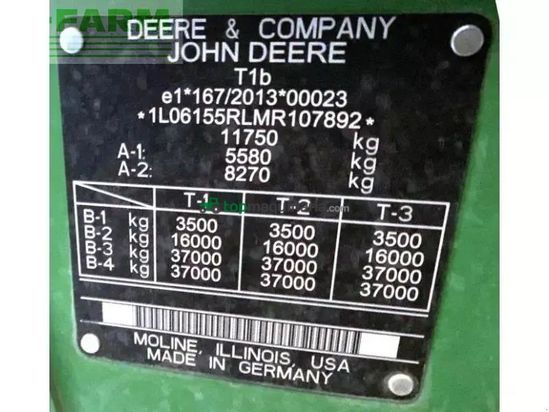 FARM
DEERE & COMPANY
JOHN DEERE
T1b
e1*167/2013*00023
*1L06155RLMR107892*
11750 kg
A-1: 5580 kg
A-2: 8270 kg
T-1 T-2 T-3
B-1 kg 3500 3500 3500
B-2 kg 16000 16000 16000
B-3 kg 37000 37000 37000
B-4 kg 37000 37000 37000
topmaquinaria.com
MOLINE, ILLINOIS, USA
MADE IN GERMANY